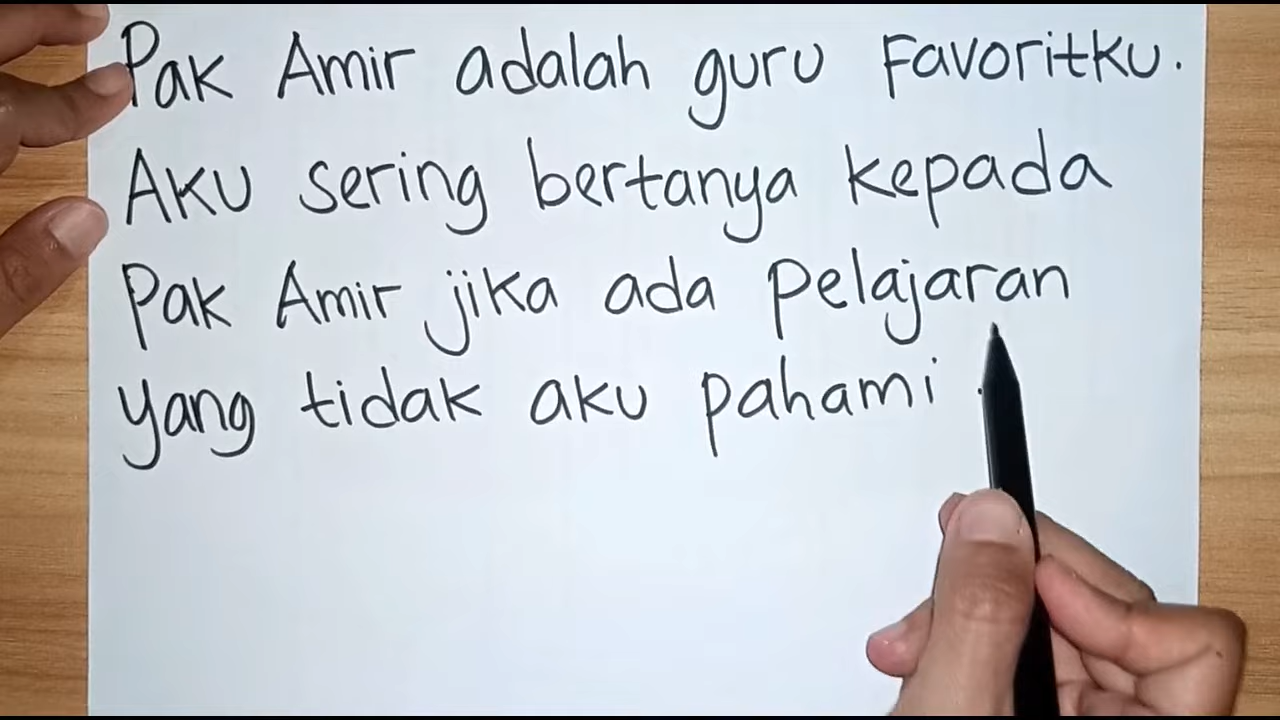 Pak Amir adalah guru Favoritku.
Aku sering bertanya kepada
Pak Amir jika ada pelajaran
yang tidak aku pahami .